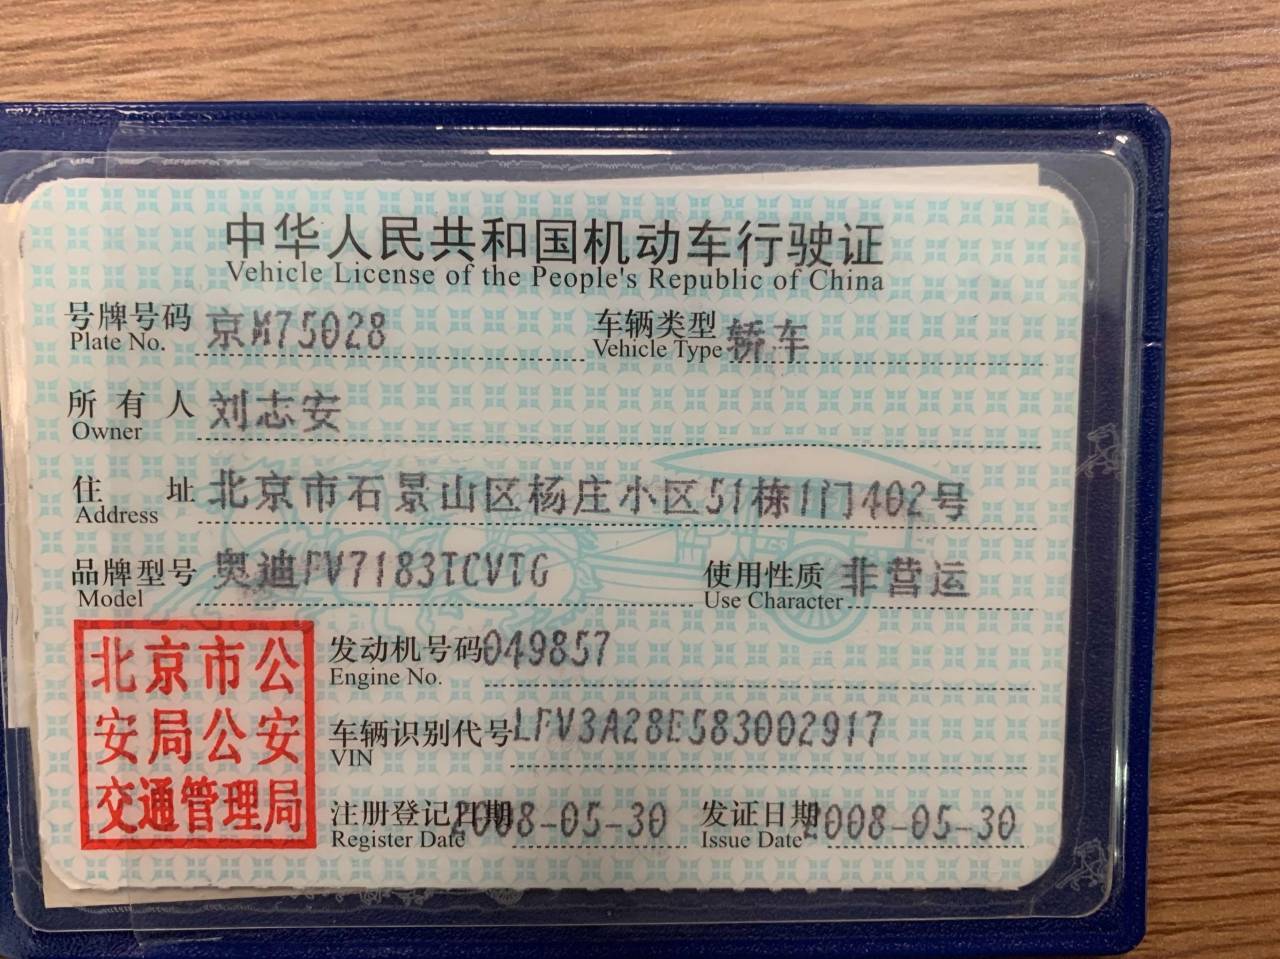 中华人民共和国机动车行驶证
Vehicle License of the People's Republic of China
号牌号码 京M75028 车辆类型 轿车
Plate No. Vehicle Type
所有人 刘志安
Owner
住址 北京市石景山区杨庄小区51栋1门402号
Address
品牌型号 奥迪FV7183TCVTG 使用性质 非营运
Model Use Character
北京市公
安局公安
交通管理局
发动机号码 049857
Engine No.
车辆识别代号 LFV3A28E583002917
VIN
注册登记日期 2008-05-30 发证日期 2008-05-30
Register Date Issue Date